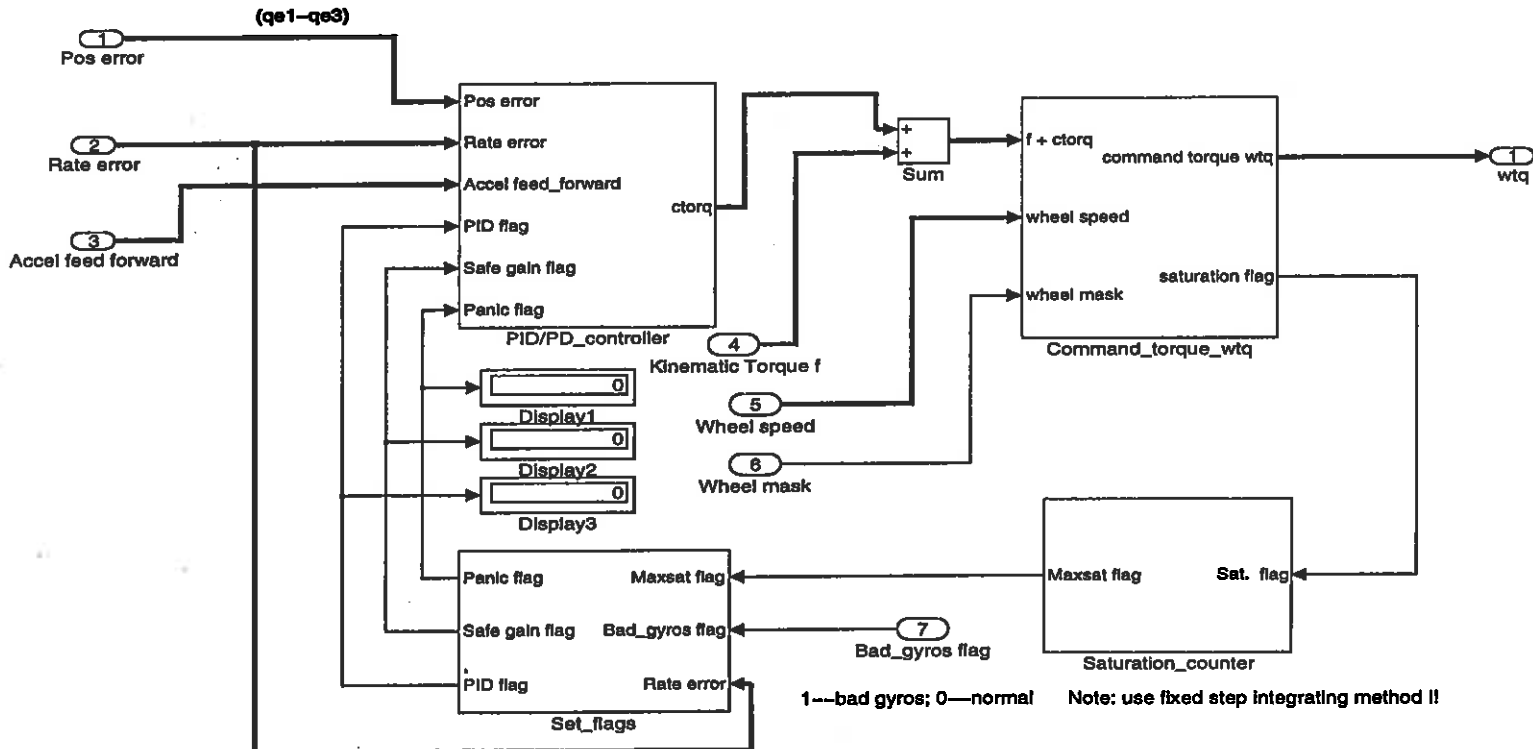 (qe1–qe3)
1
Pos error
2
Rate error
3
Accel feed forward
Pos error
Rate error
Accel feed_forward
PID flag
Safe gain flag
Panic flag
ctorq
PID/PD_controller
+
+
Sum
4
Kinematic Torque f
5
Wheel speed
6
Wheel mask
f + ctorq
wheel speed
wheel mask
command torque wtq
saturation flag
Command_torque_wtq
1
wtq
0
Display1
0
Display2
0
Display3
Panic flag
Safe gain flag
PID flag
Maxsat flag
Bad_gyros flag
Rate error
Set_flags
7
Bad_gyros flag
Maxsat flag
Sat. flag
Saturation_counter
1---bad gyros; 0—normal
Note: use fixed step integrating method !!